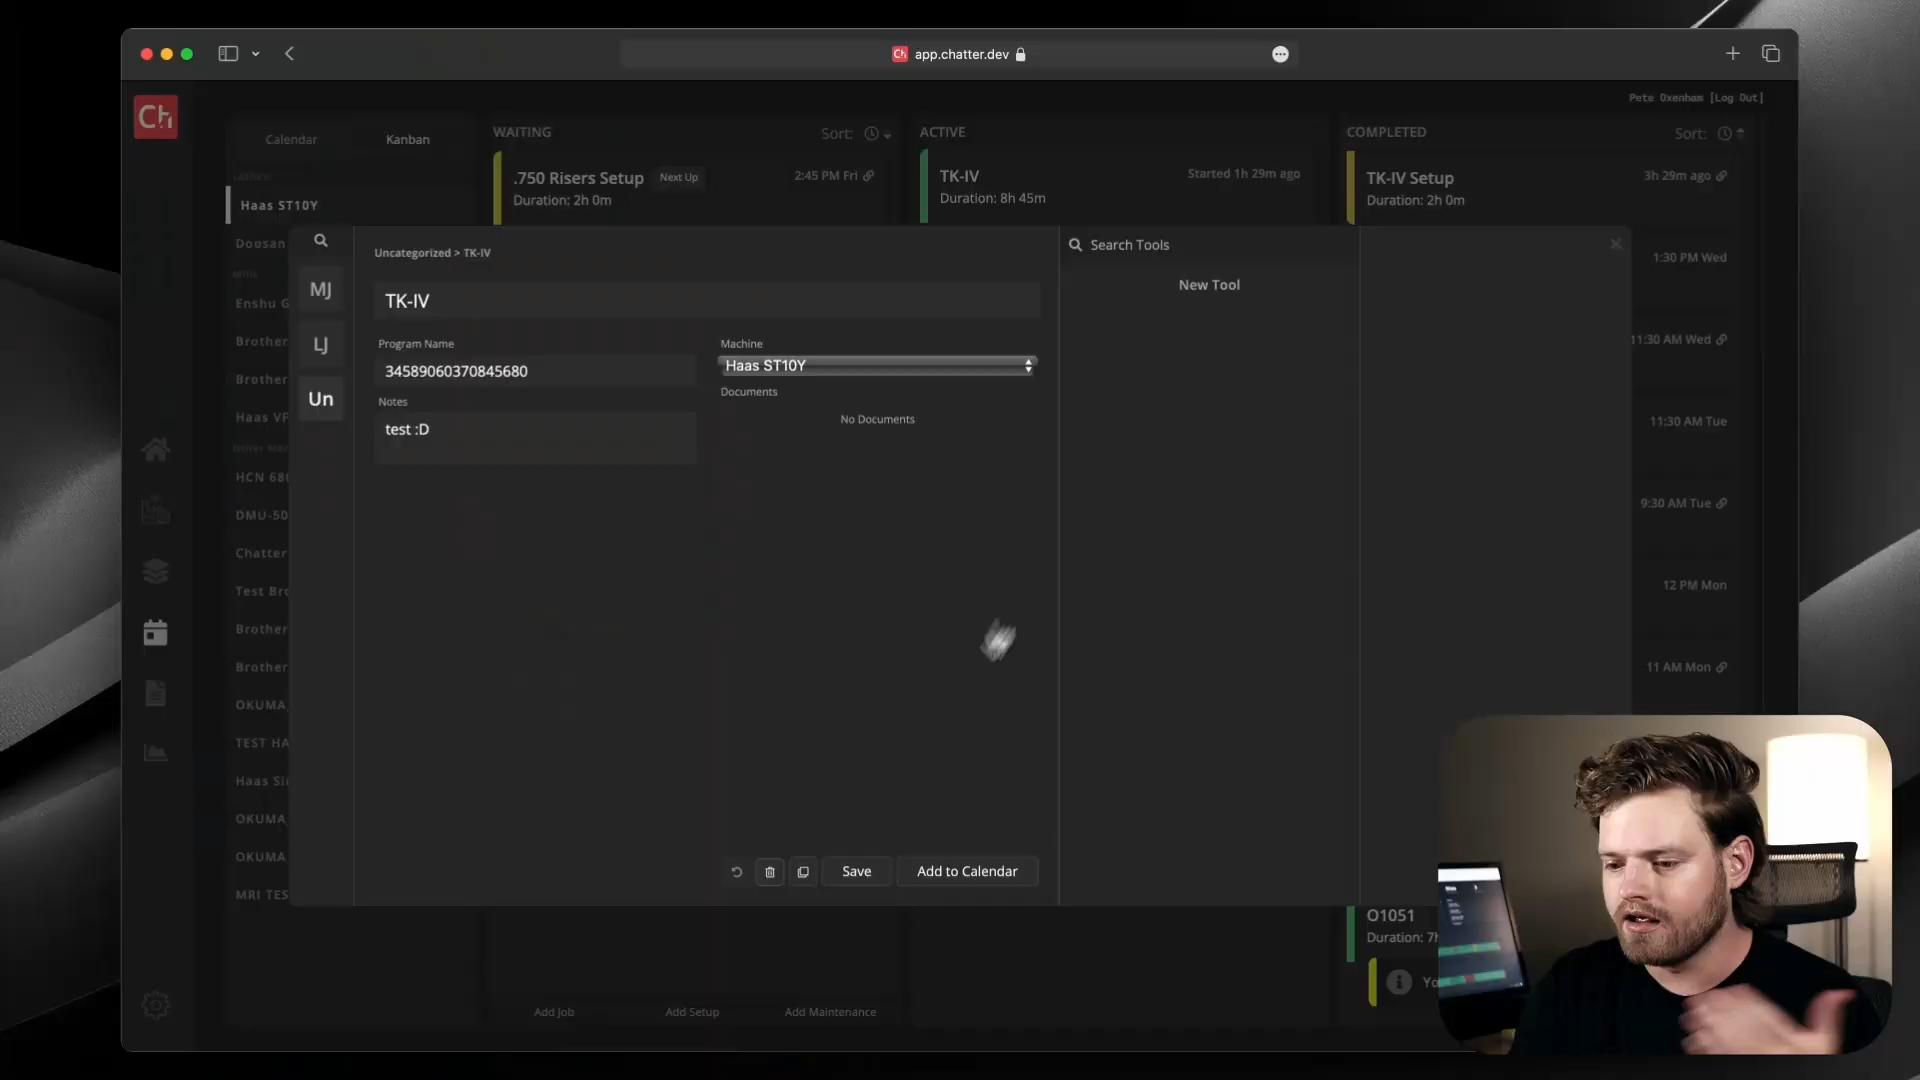 app.chatter.dev
Pete Oxenham [Log Out]
Ch
Calendar
Kanban
Haas ST10Y
Doosan
Enshu G
Brother
Brother
Haas VF
HCN 680
DMU-50
Chatter
Test Bro
Brother
Brother
OKUMA
TEST HA
Haas Si
OKUMA
OKUMA
MRI TES
WAITING
Sort:
.750 Risers Setup
Next Up
2:45 PM Fri
Duration: 2h 0m
ACTIVE
TK-IV
Started 1h 29m ago
Duration: 8h 45m
COMPLETED
Sort:
TK-IV Setup
3h 29m ago
Duration: 2h 0m
1:30 PM Wed
11:30 AM Wed
11:30 AM Tue
9:30 AM Tue
12 PM Mon
11 AM Mon
O1051
Duration: 7h
Yo
MJ
LJ
Un
Uncategorized > TK-IV
TK-IV
Program Name
34589060370845680
Notes
test :D
Machine
Haas ST10Y
Documents
No Documents
Save
Add to Calendar
Search Tools
New Tool
Add Job
Add Setup
Add Maintenance